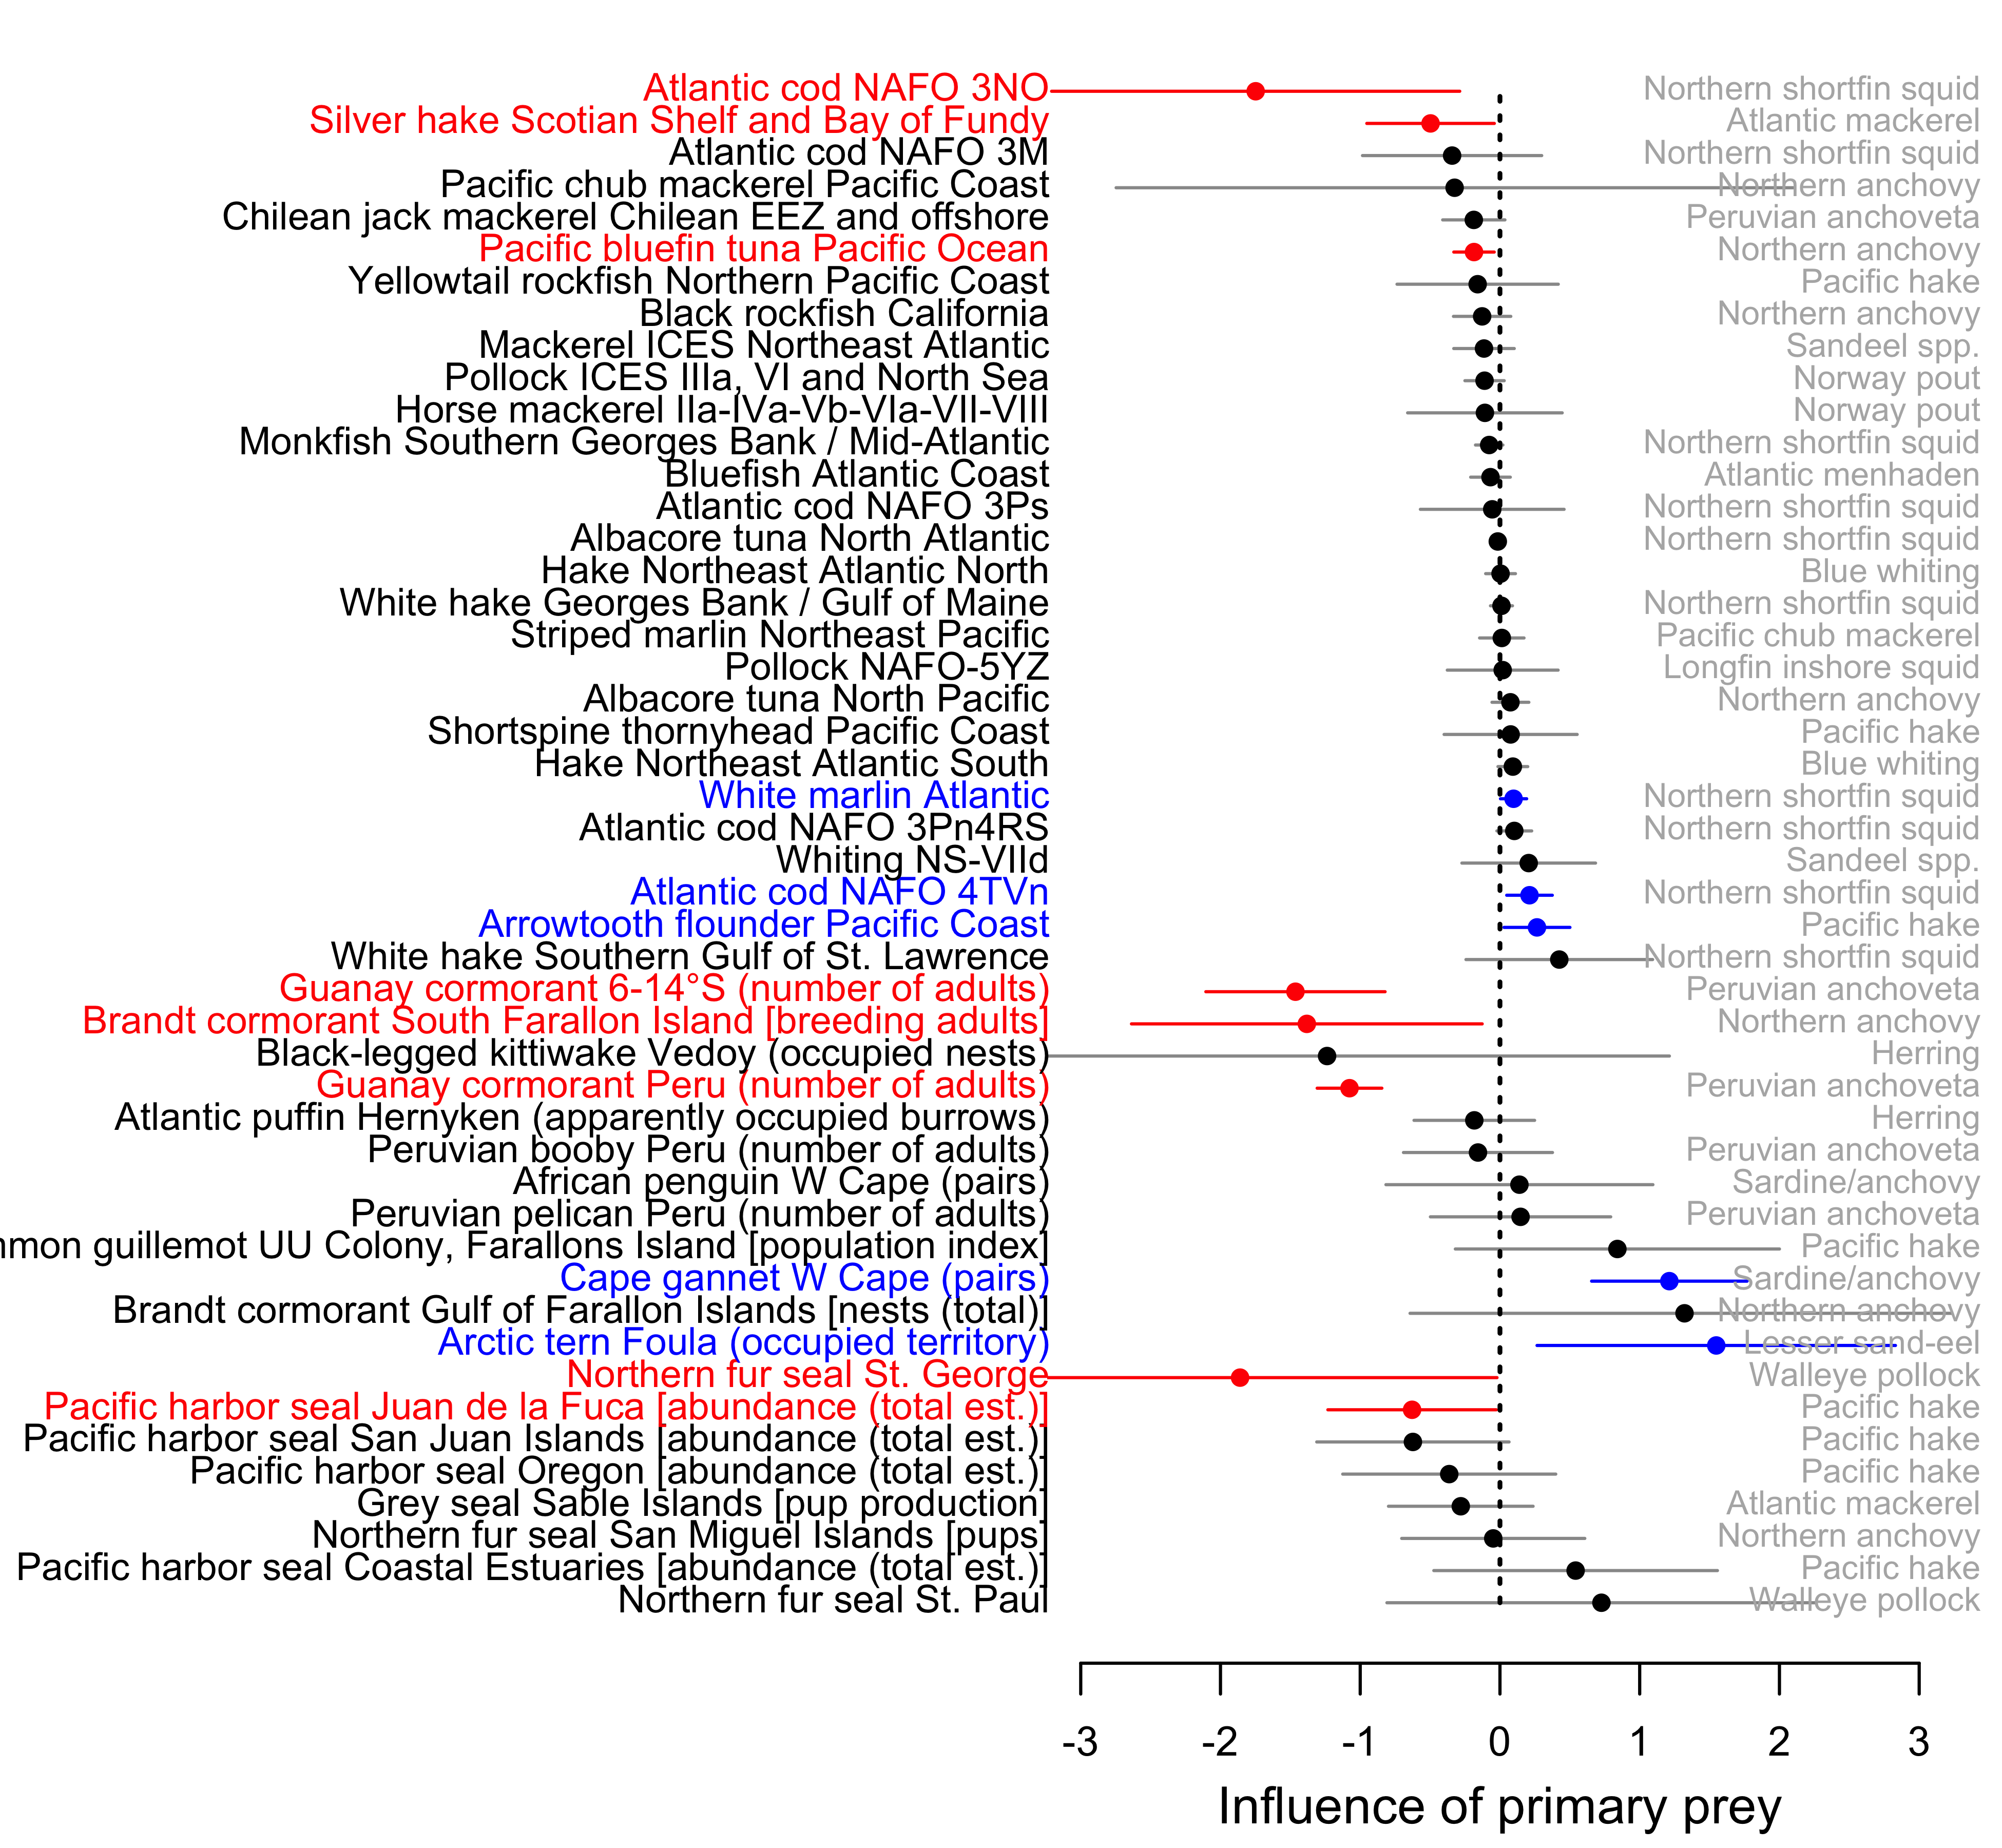 Atlantic cod NAFO 3NO Northern shortfin squid
Silver hake Scotian Shelf and Bay of Fundy Atlantic mackerel
Atlantic cod NAFO 3M Northern shortfin squid
Pacific chub mackerel Pacific Coast Northern anchovy
Chilean jack mackerel Chilean EEZ and offshore Peruvian anchoveta
Pacific bluefin tuna Pacific Ocean Northern anchovy
Yellowtail rockfish Northern Pacific Coast Pacific hake
Black rockfish California Northern anchovy
Mackerel ICES Northeast Atlantic Sandeel spp.
Pollock ICES IIIa, VI and North Sea Norway pout
Horse mackerel IIa-IVa-Vb-VIa-VII-VIII Norway pout
Monkfish Southern Georges Bank / Mid-Atlantic Northern shortfin squid
Bluefish Atlantic Coast Atlantic menhaden
Atlantic cod NAFO 3Ps Northern shortfin squid
Albacore tuna North Atlantic Northern shortfin squid
Hake Northeast Atlantic North Blue whiting
White hake Georges Bank / Gulf of Maine Northern shortfin squid
Striped marlin Northeast Pacific Pacific chub mackerel
Pollock NAFO-5YZ Longfin inshore squid
Albacore tuna North Pacific Northern anchovy
Shortspine thornyhead Pacific Coast Pacific hake
Hake Northeast Atlantic South Blue whiting
White marlin Atlantic Northern shortfin squid
Atlantic cod NAFO 3Pn4RS Northern shortfin squid
Whiting NS-VIId Sandeel spp.
Atlantic cod NAFO 4TVn Northern shortfin squid
Arrowtooth flounder Pacific Coast Pacific hake
White hake Southern Gulf of St. Lawrence Northern shortfin squid
Guanay cormorant 6-14°S (number of adults) Peruvian anchoveta
Brandt cormorant South Farallon Island [breeding adults] Northern anchovy
Black-legged kittiwake Vedoy (occupied nests) Herring
Guanay cormorant Peru (number of adults) Peruvian anchoveta
Atlantic puffin Hernyken (apparently occupied burrows) Herring
Peruvian booby Peru (number of adults) Peruvian anchoveta
African penguin W Cape (pairs) Sardine/anchovy
Peruvian pelican Peru (number of adults) Peruvian anchoveta
mmon guillemot UU Colony, Farallons Island [population index] Pacific hake
Cape gannet W Cape (pairs) Sardine/anchovy
Brandt cormorant Gulf of Farallon Islands [nests (total)] Northern anchovy
Arctic tern Foula (occupied territory) Lesser sand-eel
Northern fur seal St. George Walleye pollock
Pacific harbor seal Juan de la Fuca [abundance (total est.)] Pacific hake
Pacific harbor seal San Juan Islands [abundance (total est.)] Pacific hake
Pacific harbor seal Oregon [abundance (total est.)] Pacific hake
Grey seal Sable Islands [pup production] Atlantic mackerel
Northern fur seal San Miguel Islands [pups] Northern anchovy
Pacific harbor seal Coastal Estuaries [abundance (total est.)] Pacific hake
Northern fur seal St. Paul Walleye pollock
-3 -2 -1 0 1 2 3
Influence of primary prey